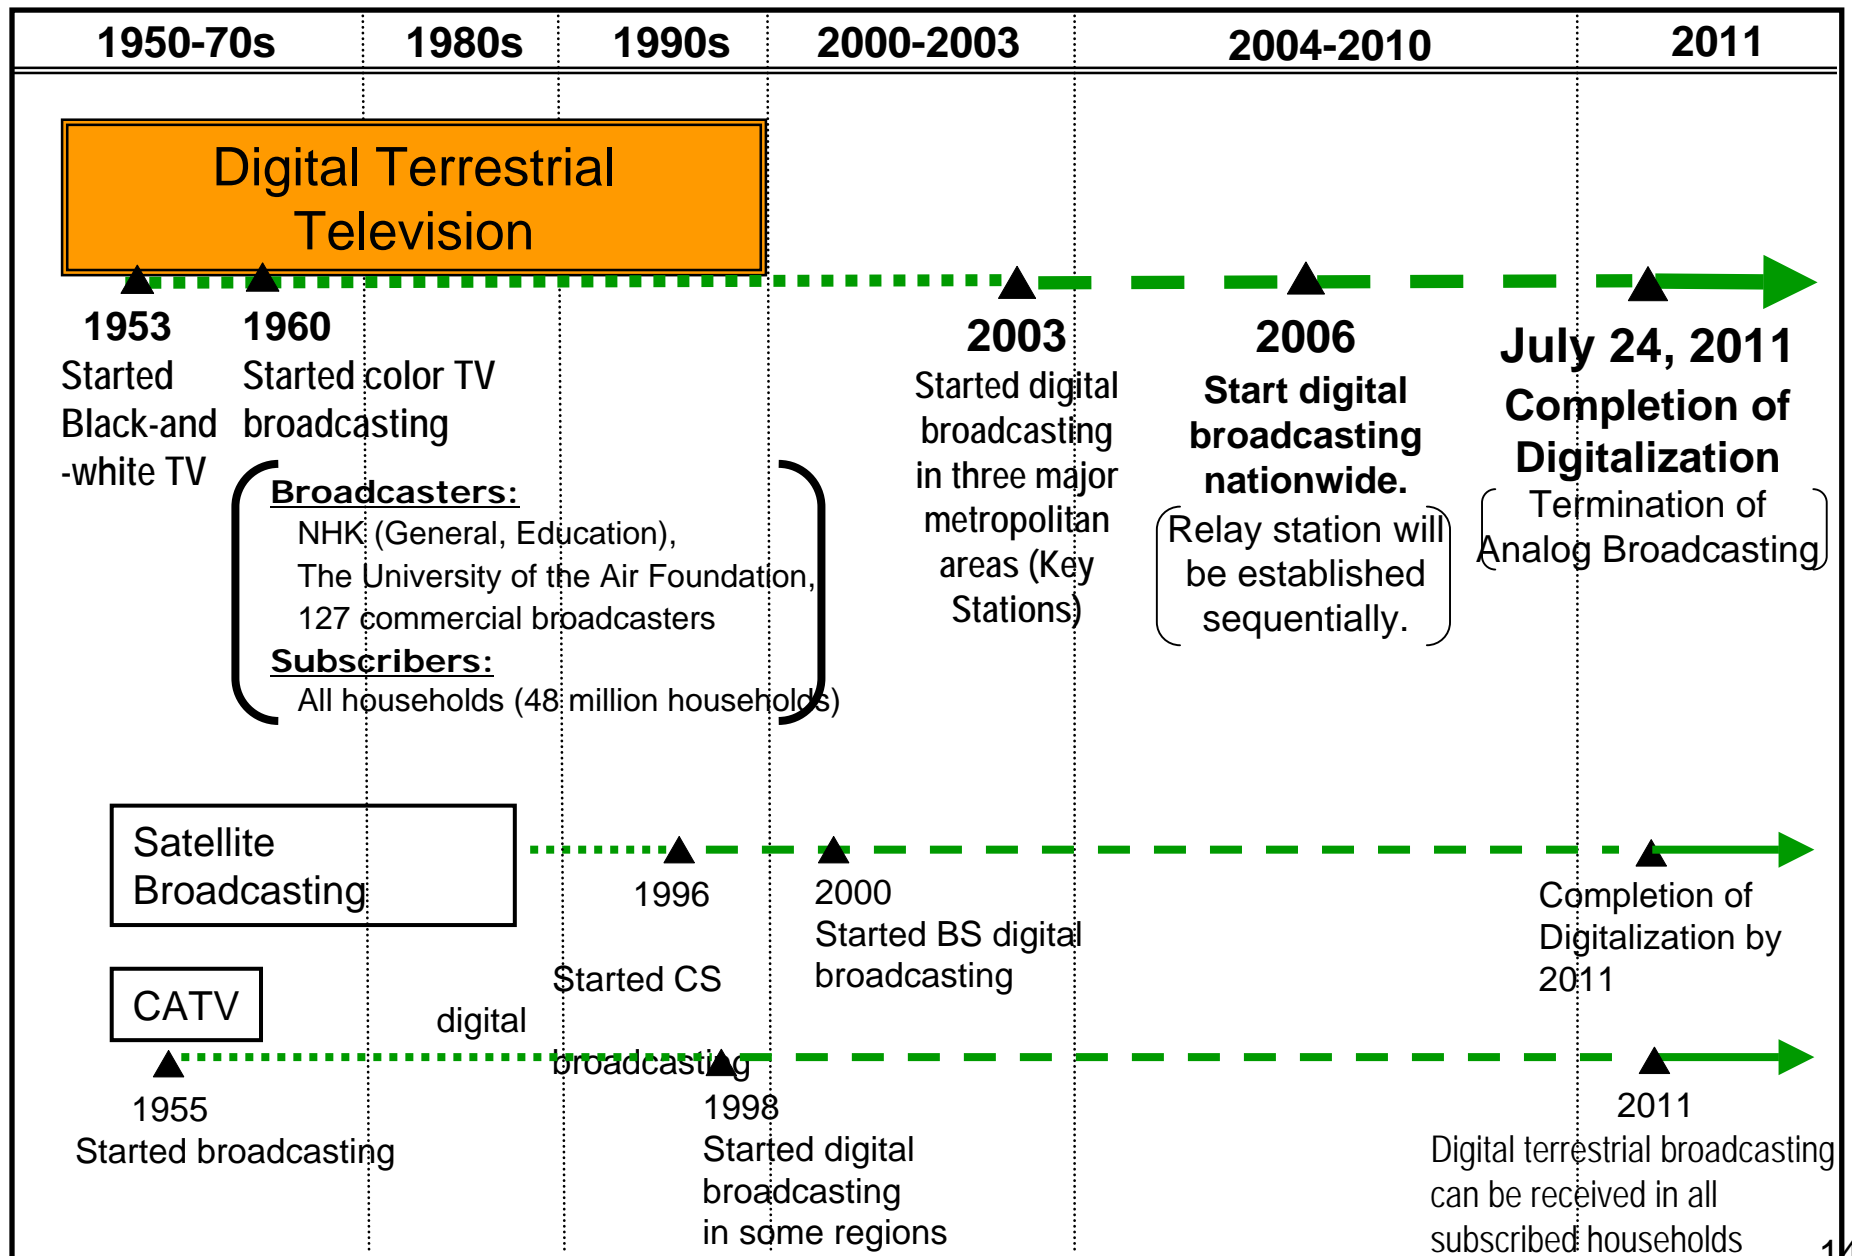 1950-70s 1980s 1990s 2000-2003 2004-2010 2011
Digital Terrestrial
Television
1953
Started
Black-and
-white TV
1960
Started color TV
broadcasting
Broadcasters:
NHK (General, Education),
The University of the Air Foundation,
127 commercial broadcasters
Subscribers:
All households (48 million households)
2003
Started digital
broadcasting
in three major
metropolitan
areas (Key
Stations)
2006
Start digital
broadcasting
nationwide.
Relay station will
be established
sequentially.
July 24, 2011
Completion of
Digitalization
Termination of
Analog Broadcasting
Satellite
Broadcasting
1996
Started CS
digital
broadcasting
2000
Started BS digital
broadcasting
Completion of
Digitalization by
2011
CATV
1955
Started broadcasting
1998
Started digital
broadcasting
in some regions
2011
Digital terrestrial broadcasting
can be received in all
subscribed households